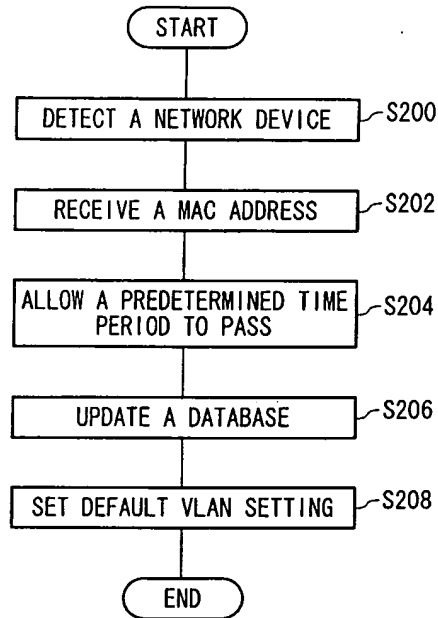 START
DETECT A NETWORK DEVICE
S200
RECEIVE A MAC ADDRESS
S202
ALLOW A PREDETERMINED TIME
PERIOD TO PASS
S204
UPDATE A DATABASE
S206
SET DEFAULT VLAN SETTING
S208
END